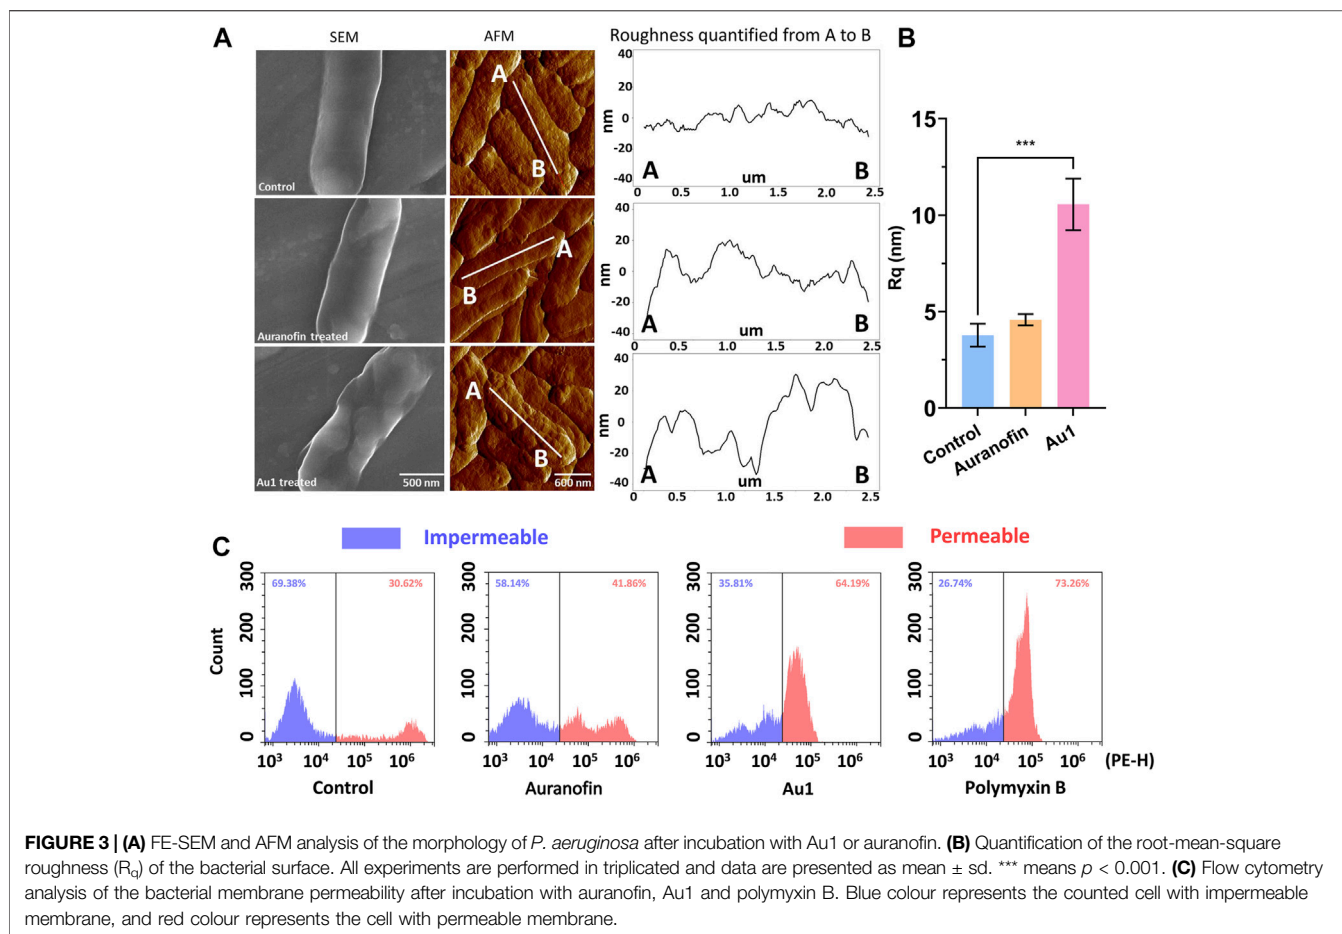 A
SEM
AFM
Roughness quantified from A to B
B
Control
A
B
40
20
0
-20
-40
nm
A
B
um
0 0.5 1.0 1.5 2.0 2.5
Auranofin treated
A
B
40
20
0
-20
-40
nm
A
B
um
0 0.5 1.0 1.5 2.0 2.5
Au1 treated
500 nm
A
B
600 nm
40
20
0
-20
-40
nm
A
B
um
0 0.5 1.0 1.5 2.0 2.5
15
10
5
0
Rq (nm)
***
Control
Auranofin
Au1
C
Impermeable
Permeable
Count
300
200
100
0
69.38%
30.62%
10³ 10⁴ 10⁵ 10⁶
Control
300
200
100
0
58.14%
41.86%
10³ 10⁴ 10⁵ 10⁶
Auranofin
300
200
100
0
35.81%
64.19%
10³ 10⁴ 10⁵ 10⁶
Au1
300
200
100
0
26.74%
73.26%
10³ 10⁴ 10⁵ 10⁶
(PE-H)
Polymyxin B
FIGURE 3 | (A) FE-SEM and AFM analysis of the morphology of P. aeruginosa after incubation with Au1 or auranofin. (B) Quantification of the root-mean-square
roughness (Rq) of the bacterial surface. All experiments are performed in triplicated and data are presented as mean ± sd. *** means p < 0.001. (C) Flow cytometry
analysis of the bacterial membrane permeability after incubation with auranofin, Au1 and polymyxin B. Blue colour represents the counted cell with impermeable
membrane, and red colour represents the cell with permeable membrane.